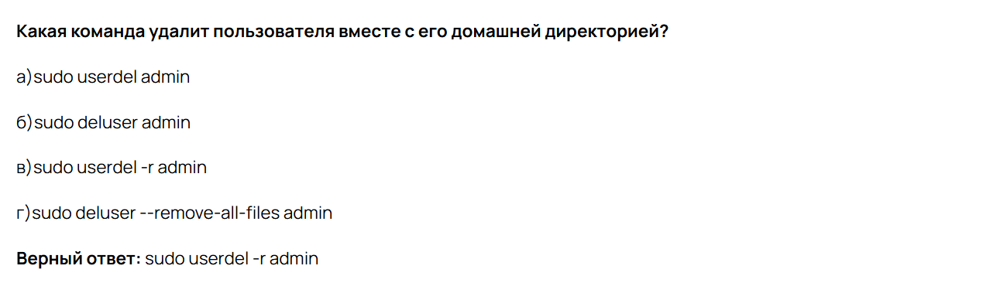 Какая команда удалит пользователя вместе с его домашней директорией?
а)sudo userdel admin
б)sudo deluser admin
в)sudo userdel -r admin
г)sudo deluser --remove-all-files admin
Верный ответ: sudo userdel -r admin